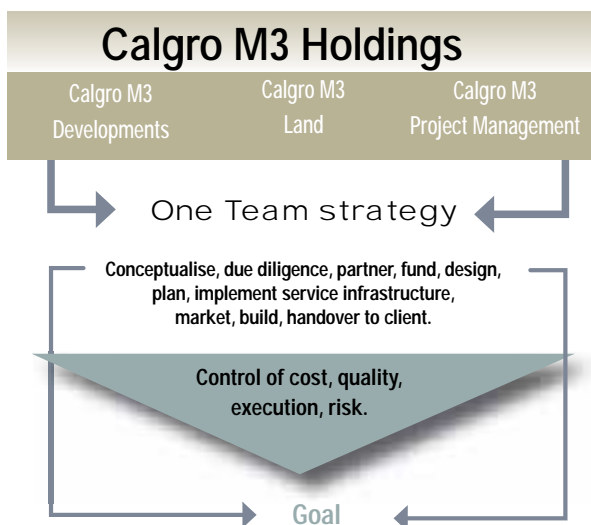 Calgro M3 Holdings
Calgro M3
Developments
Calgro M3
Land
Calgro M3
Project Management
One Team strategy
Conceptualise, due diligence, partner, fund, design,
plan, implement service infrastructure,
market, build, handover to client.
Control of cost, quality,
execution, risk.
Goal